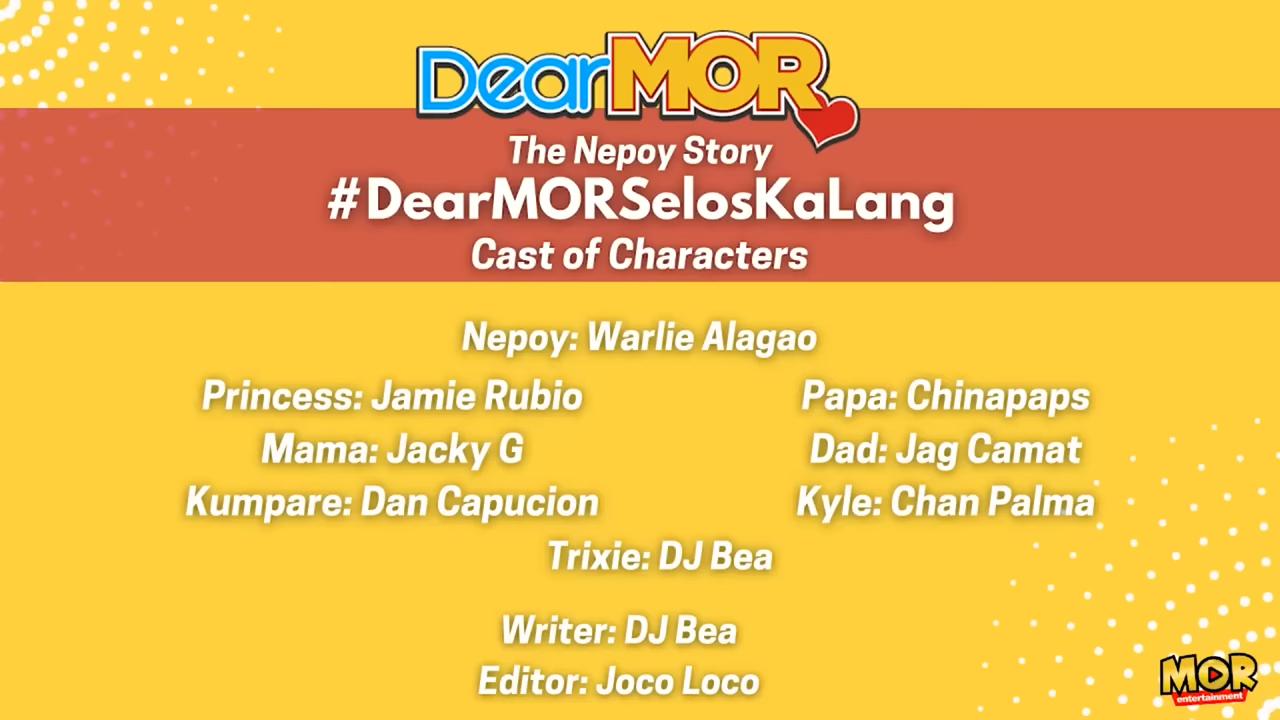 DearMOR
The Nepoy Story
#DearMORSelosKaLang
Cast of Characters
Nepoy: Warlie Alagao
Princess: Jamie Rubio
Papa: Chinapaps
Mama: Jacky G
Dad: Jag Camat
Kumpare: Dan Capucion
Kyle: Chan Palma
Trixie: DJ Bea
Writer: DJ Bea
Editor: Joco Loco
MOR
entertainment